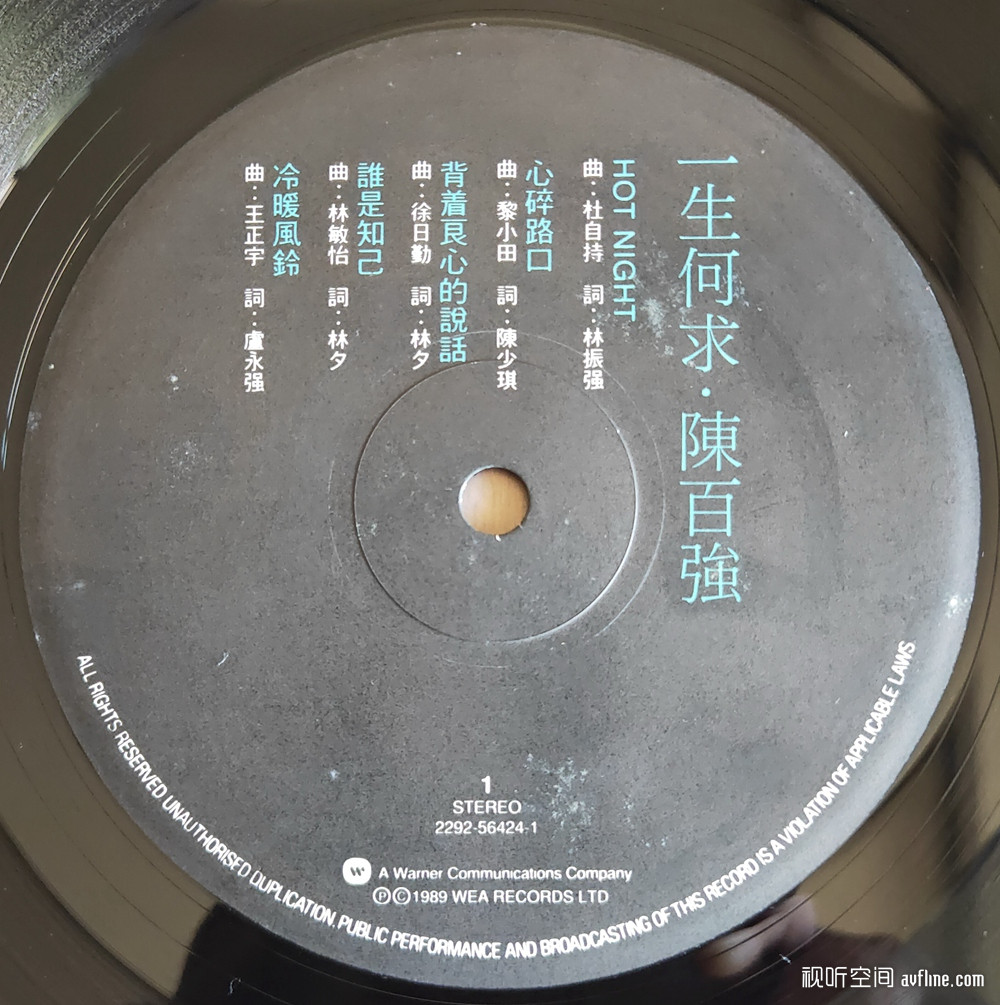 一生何求·陳百強
HOT NIGHT
曲：杜自持 詞：林振强
心碎路口
曲：黎小田 詞：陳少琪
背着良心的說話
曲：徐日勤 詞：林夕
誰是知己
曲：林敏怡 詞：林夕
冷暖風鈴
曲：王正宇 詞：盧永强
1
STEREO
2292-56424-1
A Warner Communications Company
ⓅⒸ1989 WEA RECORDS LTD
ALL RIGHTS RESERVED UNAUTHORISED DUPLICATION, PUBLIC PERFORMANCE AND BROADCASTING OF THIS RECORD IS A VIOLATION OF APPLICABLE LAWS
视听空间 avfline.com